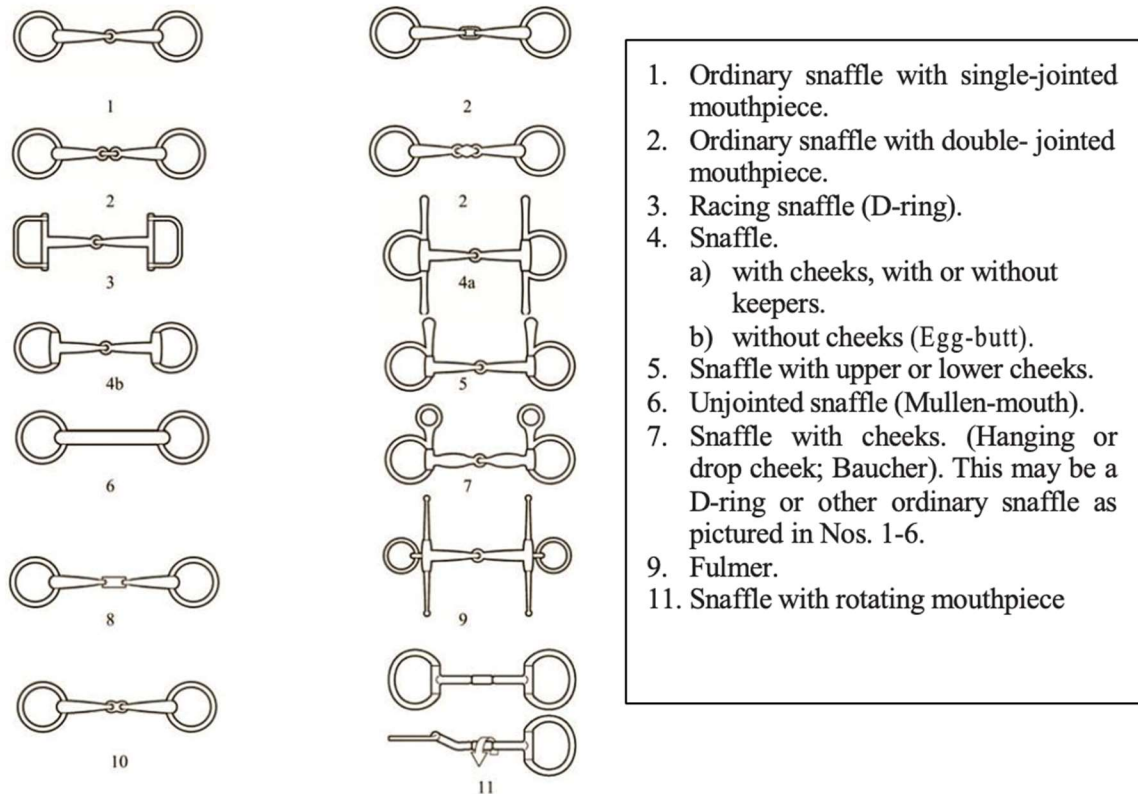 1
2
2
2
3
4a
4b
5
6
7
8
9
10
11
1. Ordinary snaffle with single-jointed
mouthpiece.
2. Ordinary snaffle with double- jointed
mouthpiece.
3. Racing snaffle (D-ring).
4. Snaffle.
a) with cheeks, with or without
keepers.
b) without cheeks (Egg-butt).
5. Snaffle with upper or lower cheeks.
6. Unjointed snaffle (Mullen-mouth).
7. Snaffle with cheeks. (Hanging or
drop cheek; Baucher). This may be a
D-ring or other ordinary snaffle as
pictured in Nos. 1-6.
9. Fulmer.
11. Snaffle with rotating mouthpiece